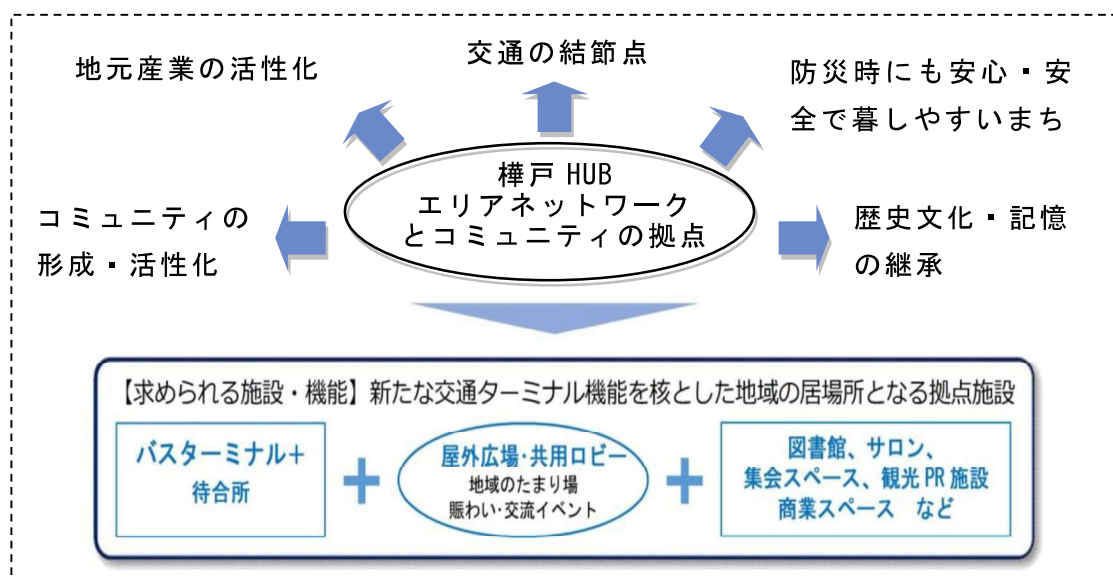 地元産業の活性化
交通の結節点
防災時にも安心・安
全で暮しやすいまち
樺戸 HUB
エリアネットワーク
とコミュニティの拠点
コミュニティの
形成・活性化
歴史文化・記憶
の継承
【求められる施設・機能】新たな交通ターミナル機能を核とした地域の居場所となる拠点施設
バスターミナル+
待合所
+
屋外広場・共用ロビー
地域のたまり場
賑わい・交流イベント
+
図書館、サロン、
集会スペース、観光 PR 施設
商業スペース など